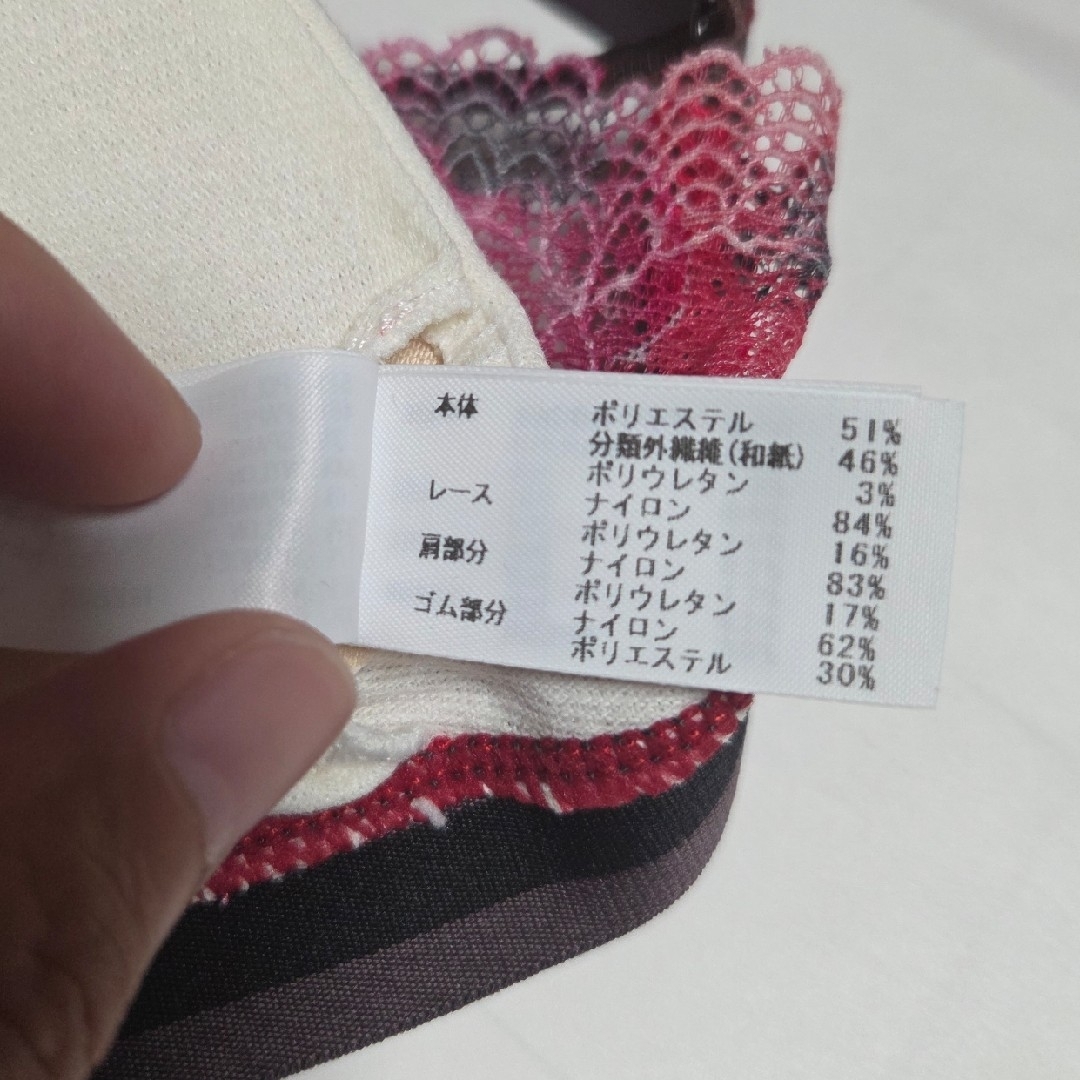 本体 ポリエステル 51%
分類外繊維(和紙) 46%
ポリウレタン 3%
レース ナイロン 84%
ポリウレタン 16%
肩部分 ナイロン 83%
ポリウレタン 17%
ゴム部分 ナイロン 62%
ポリエステル 30%